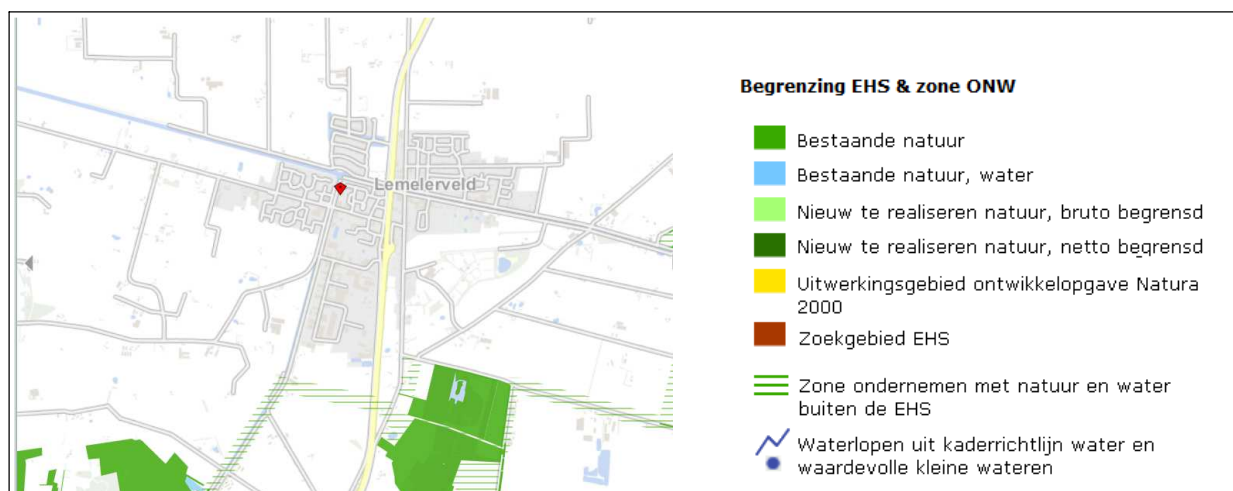 Lemelerveld
Begrenzing EHS & zone ONW
Bestaande natuur
Bestaande natuur, water
Nieuw te realiseren natuur, bruto begrensd
Nieuw te realiseren natuur, netto begrensd
Uitwerkingsgebied ontwikkelopgave Natura
2000
Zoekgebied EHS
Zone ondernemen met natuur en water
buiten de EHS
Waterlopen uit kaderrichtlijn water en
waardevolle kleine wateren